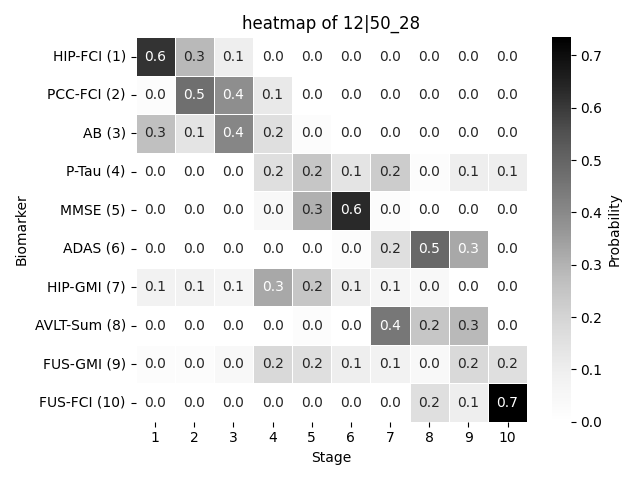 heatmap of 12|50_28
HIP-FCI (1) 0.6 0.3 0.1 0.0 0.0 0.0 0.0 0.0 0.0 0.0
PCC-FCI (2) 0.0 0.5 0.4 0.1 0.0 0.0 0.0 0.0 0.0 0.0
AB (3) 0.3 0.1 0.4 0.2 0.0 0.0 0.0 0.0 0.0 0.0
P-Tau (4) 0.0 0.0 0.0 0.2 0.2 0.1 0.2 0.0 0.1 0.1
MMSE (5) 0.0 0.0 0.0 0.0 0.3 0.6 0.0 0.0 0.0 0.0
ADAS (6) 0.0 0.0 0.0 0.0 0.0 0.0 0.2 0.5 0.3 0.0
HIP-GMI (7) 0.1 0.1 0.1 0.3 0.2 0.1 0.1 0.0 0.0 0.0
AVLT-Sum (8) 0.0 0.0 0.0 0.0 0.0 0.0 0.4 0.2 0.3 0.0
FUS-GMI (9) 0.0 0.0 0.0 0.2 0.2 0.1 0.1 0.0 0.2 0.2
FUS-FCI (10) 0.0 0.0 0.0 0.0 0.0 0.0 0.0 0.2 0.1 0.7
1 2 3 4 5 6 7 8 9 10
Stage
Biomarker
0.7
0.6
0.5
0.4
0.3
0.2
0.1
0.0
Probability